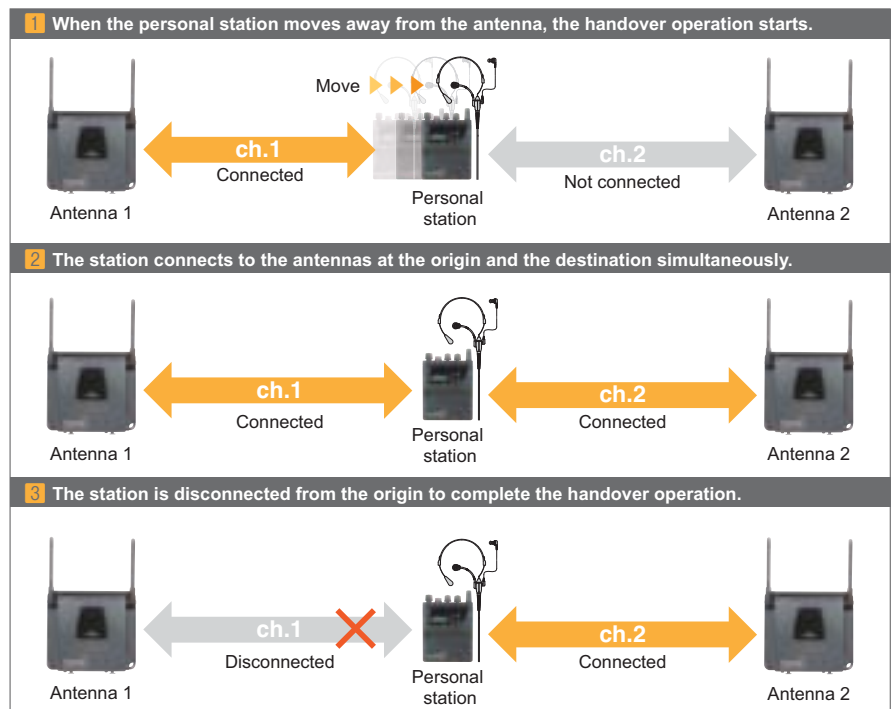 1 When the personal station moves away from the antenna, the handover operation starts.
Move
ch.1
Connected
ch.2
Not connected
Antenna 1
Personal
station
Antenna 2
2 The station connects to the antennas at the origin and the destination simultaneously.
ch.1
Connected
ch.2
Connected
Antenna 1
Personal
station
Antenna 2
3 The station is disconnected from the origin to complete the handover operation.
ch.1
Disconnected
ch.2
Connected
Antenna 1
Personal
station
Antenna 2